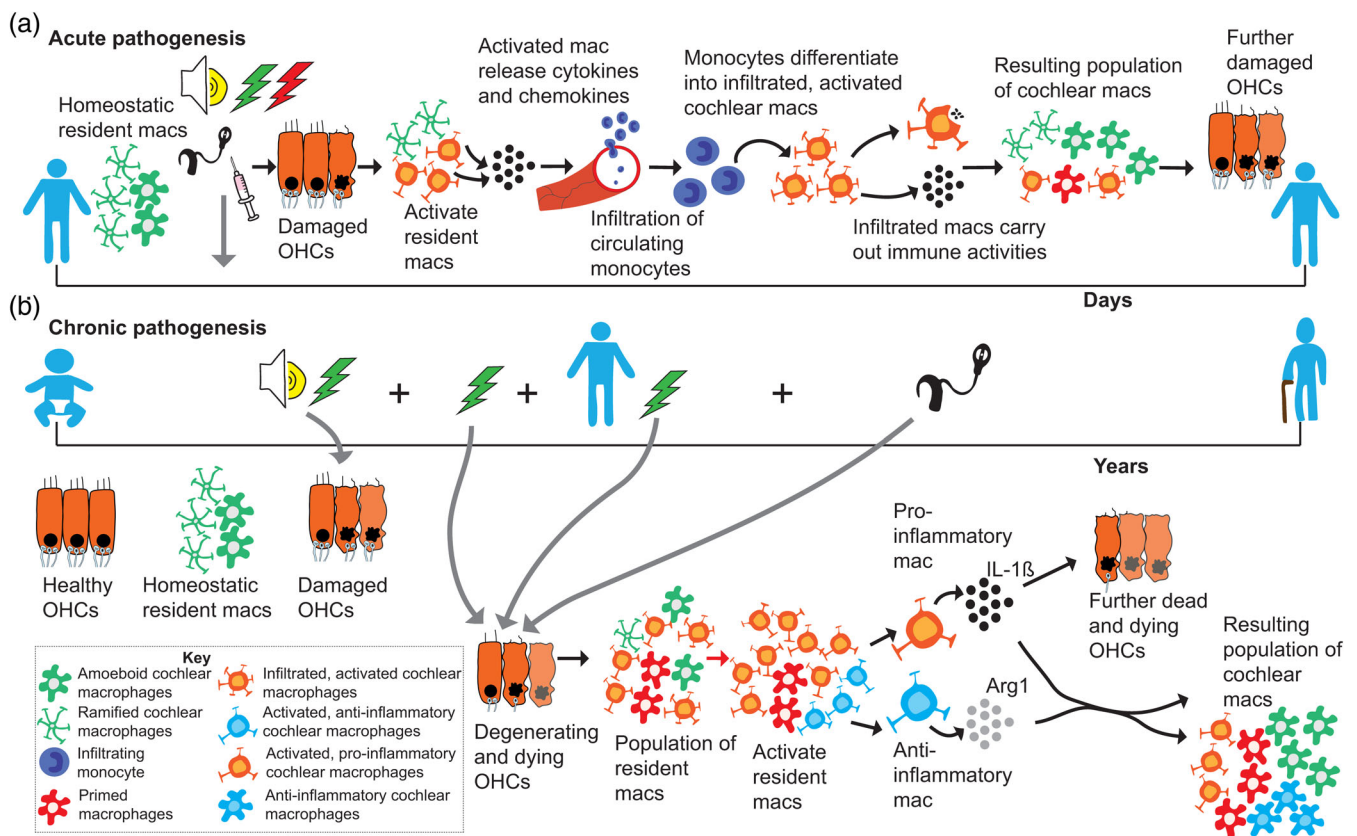 (a)
Acute pathogenesis
Homeostatic
resident macs
Damaged
OHCs
Activate
resident
macs
Activated mac
release cytokines
and chemokines
Infiltration of
circulating
monocytes
Monocytes differentiate
into infiltrated, activated
cochlear macs
Infiltrated macs carry
out immune activities
Resulting population
of cochlear macs
Further
damaged
OHCs
Days
(b)
Chronic pathogenesis
+
+
+
Years
Healthy
OHCs
Homeostatic
resident macs
Damaged
OHCs
Degenerating
and dying
OHCs
Population of
resident
macs
Activate
resident
macs
Pro-
inflammatory
mac
IL-1ß
Anti-
inflammatory
mac
Arg1
Further dead
and dying
OHCs
Resulting
population of
cochlear
macs
Key
Amoeboid cochlear
macrophages
Ramified cochlear
macrophages
Infiltrating
monocyte
Primed
macrophages
Infiltrated, activated cochlear
macrophages
Activated, anti-inflammatory
cochlear macrophages
Activated, pro-inflammatory
cochlear macrophages
Anti-inflammatory cochlear
macrophages